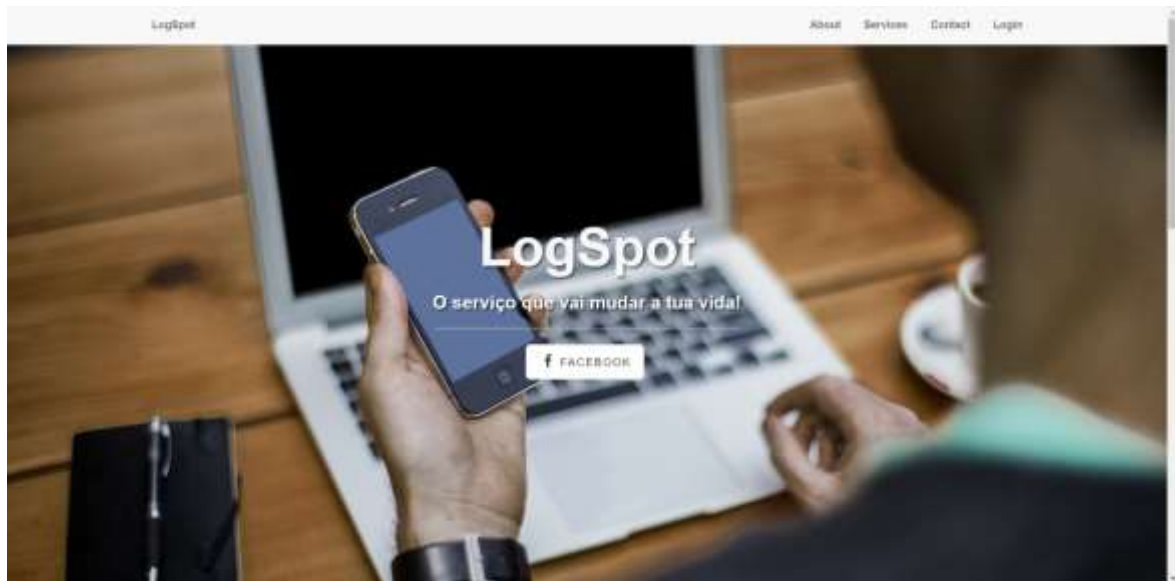 LogSpot
About Services Contact Login
LogSpot
O serviço que vai mudar a tua vida!
FACEBOOK